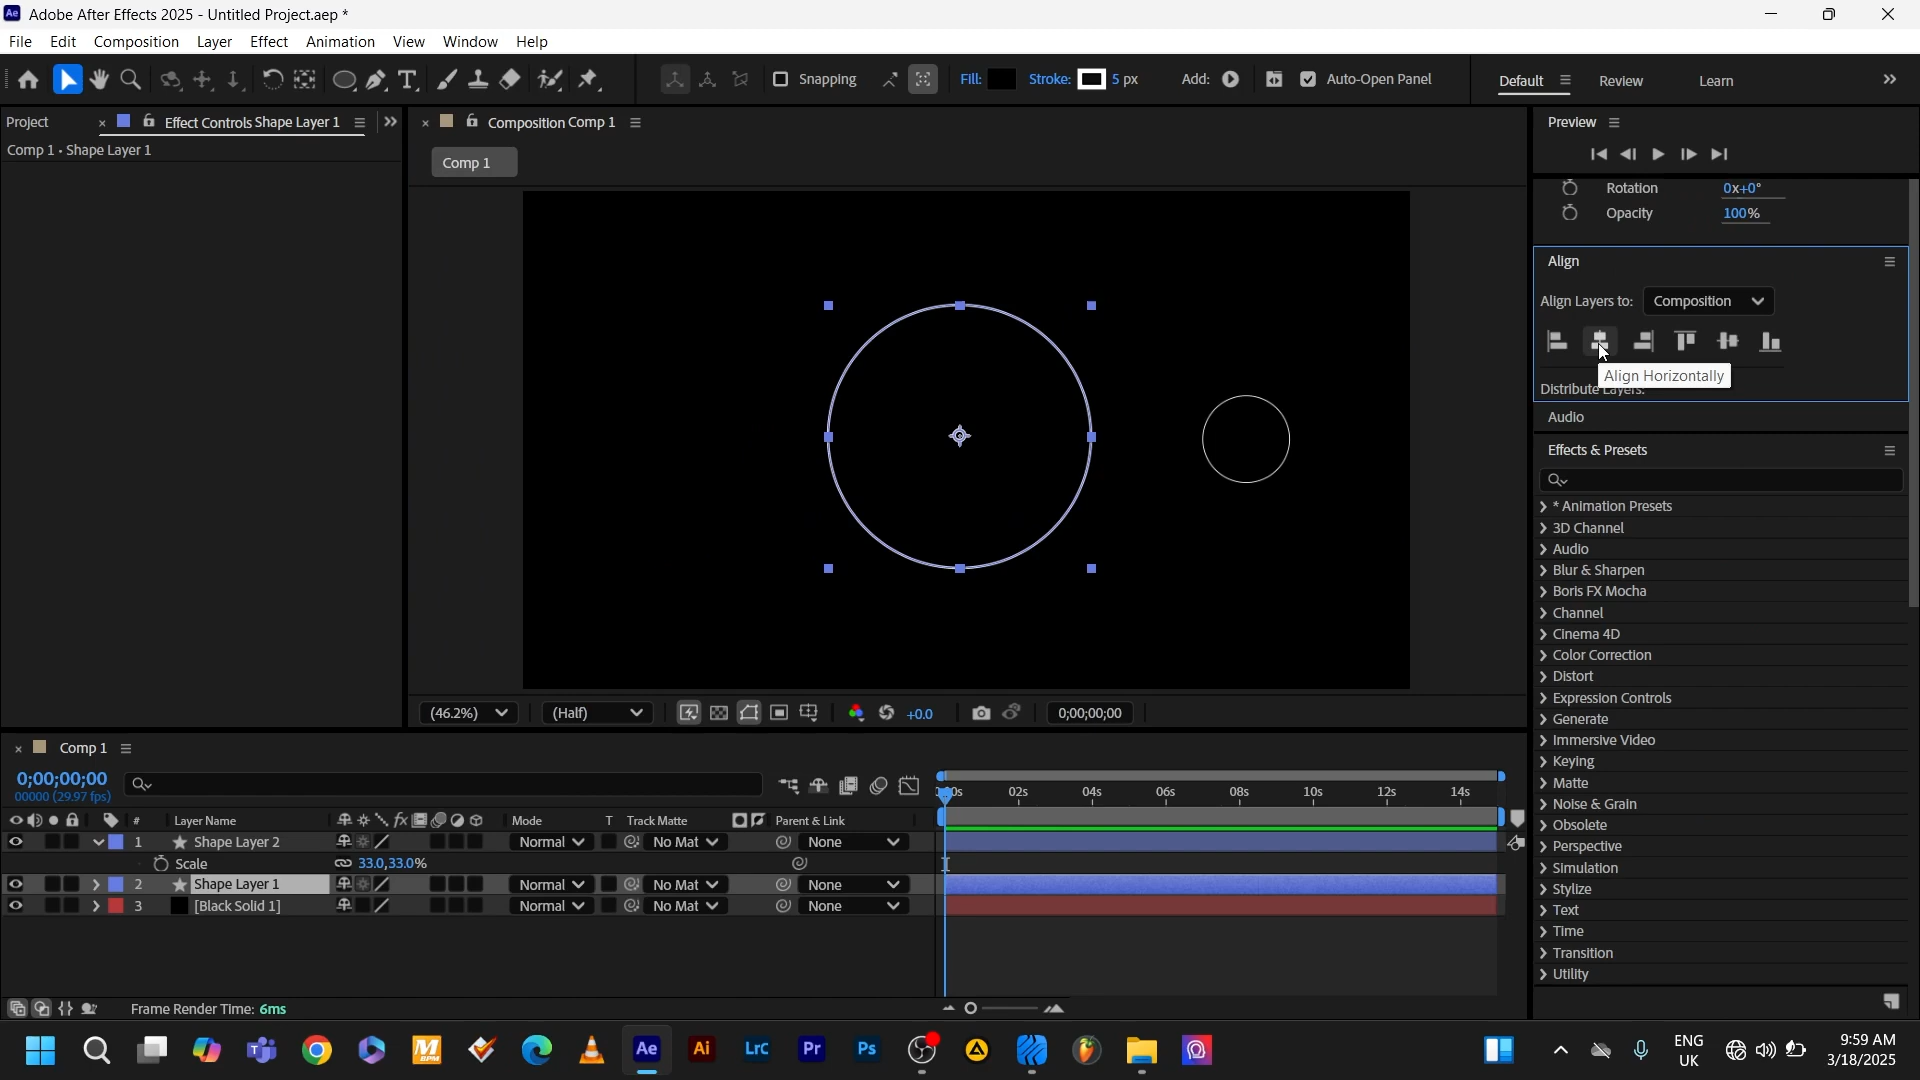 Ae Adobe After Effects 2025 - Untitled Project.aep *
File Edit Composition Layer Effect Animation View Window Help
T Snapping Fill: Stroke: 5 px Add: Auto-Open Panel Default Review Learn
Project Effect Controls Shape Layer 1
Comp 1 • Shape Layer 1
Composition Comp 1
Comp 1
Preview
Rotation 0x+0°
Opacity 100%
Align
Align Layers to: Composition
Align Horizontally
Distribute Layers:
Audio
Effects & Presets
* Animation Presets
3D Channel
Audio
Blur & Sharpen
Boris FX Mocha
Channel
Cinema 4D
Color Correction
Distort
Expression Controls
Generate
Immersive Video
Keying
Matte
Noise & Grain
Obsolete
Perspective
Simulation
Stylize
Text
Time
Transition
Utility
(46.2%) (Half) +0.0 0;00;00;00
Comp 1
0;00;00;00
00000 (29.97 fps)
02s 04s 06s 08s 10s 12s 14s
# Layer Name fx Mode T Track Matte Parent & Link
1 Shape Layer 2 Normal No Mat None
Scale 33.0,33.0%
2 Shape Layer 1 Normal No Mat None
3 [Black Solid 1] Normal No Mat None
Frame Render Time: 6ms
Ae Ai Lrc Pr Ps
ENG
UK
9:59 AM
3/18/2025